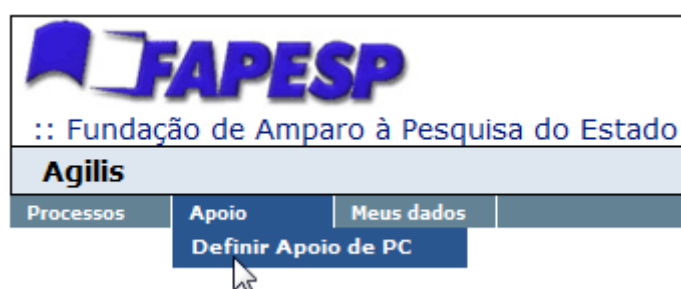 FAPESP
:: Fundação de Amparo à Pesquisa do Estado
Agilis
Processos Apoio Meus dados
Definir Apoio de PC